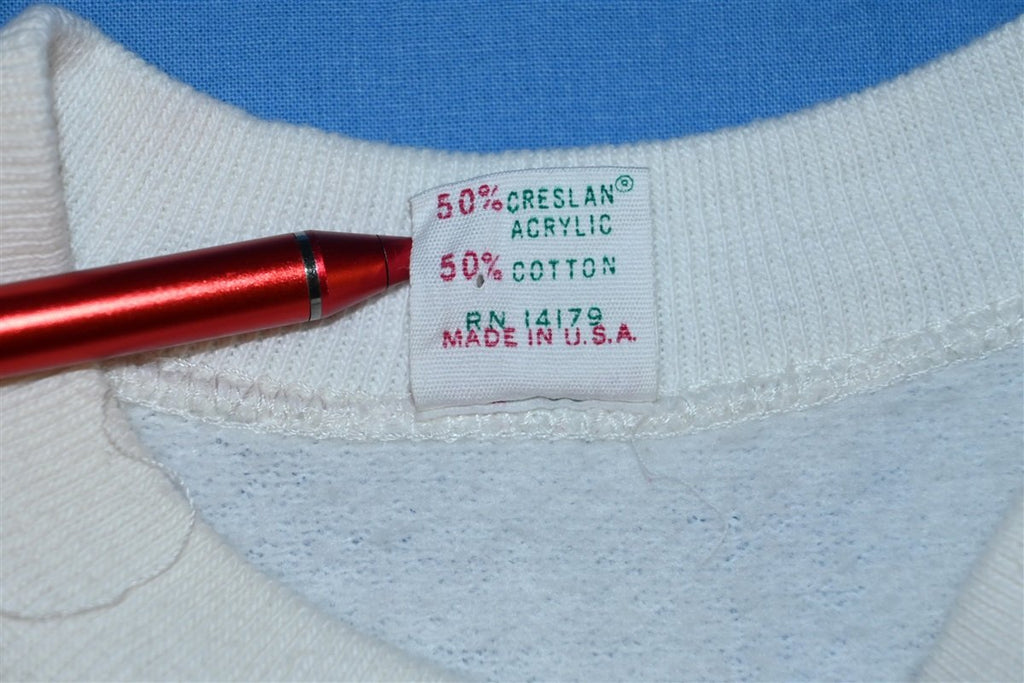 50% CRESLAN®
ACRYLIC
50% COTTON
RN 14179
MADE IN U.S.A.